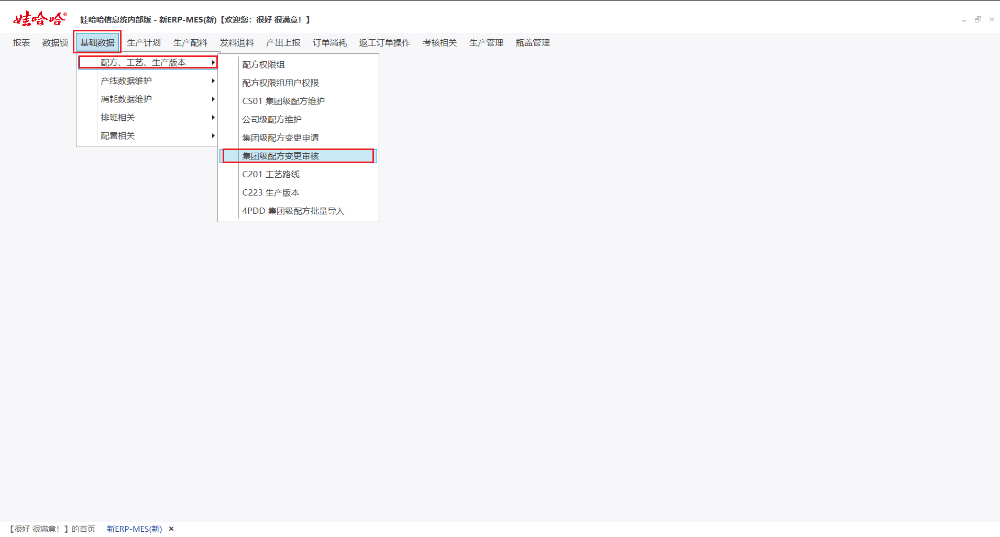 娃哈哈®
娃哈哈信息统内部版 - 新ERP-MES(新)【欢迎您：很好 很满意！】
报表 数据锁 基础数据 生产计划 生产配料 发料退料 产出上报 订单消耗 返工订单操作 考核相关 生产管理 瓶盖管理
配方、工艺、生产版本
产线数据维护
消耗数据维护
排班相关
配置相关
配方权限组
配方权限组用户权限
CS01 集团级配方维护
公司级配方维护
集团级配方变更申请
集团级配方变更审核
C201 工艺路线
C223 生产版本
4PDD 集团级配方批量导入
【很好 很满意！】的首页 新ERP-MES(新) ×